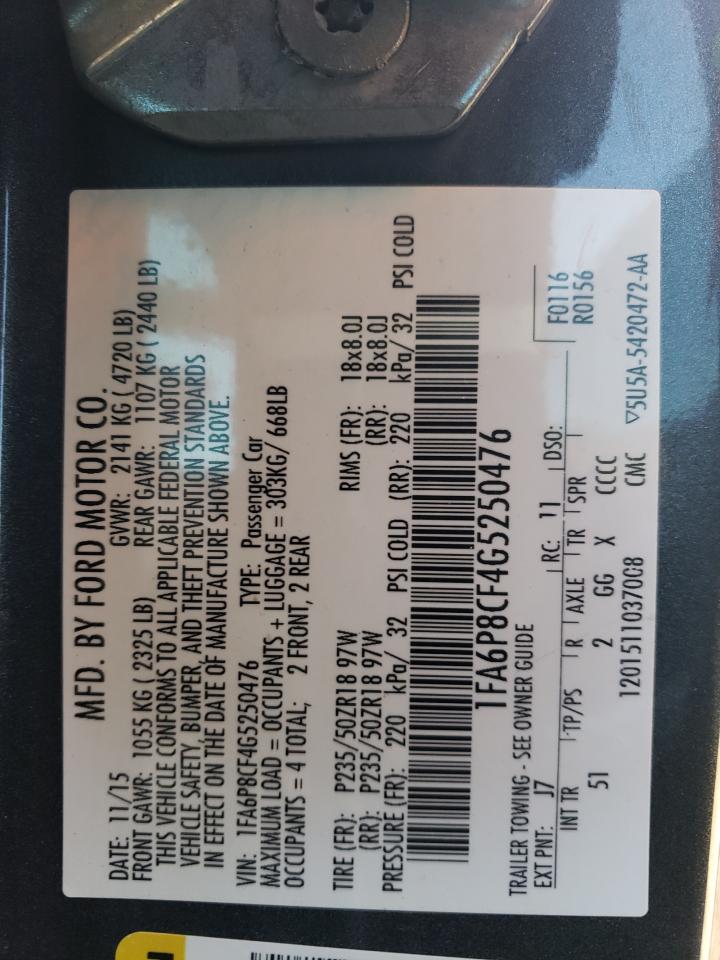 MFD. BY FORD MOTOR CO.
DATE: 11/15 GVWR: 2141 KG ( 4720 LB)
FRONT GAWR: 1055 KG ( 2325 LB) REAR GAWR: 1107 KG ( 2440 LB)
THIS VEHICLE CONFORMS TO ALL APPLICABLE FEDERAL MOTOR
VEHICLE SAFETY, BUMPER, AND THEFT PREVENTION STANDARDS
IN EFFECT ON THE DATE OF MANUFACTURE SHOWN ABOVE.
VIN: 1FA6P8CF4G5250476 TYPE: Passenger Car
MAXIMUM LOAD = OCCUPANTS + LUGGAGE = 303KG/ 668LB
OCCUPANTS = 4 TOTAL; 2 FRONT, 2 REAR
TIRE (FR): P235/50ZR18 97W RIMS (FR): 18x8.0J
(RR): P235/50ZR18 97W (RR): 18x8.0J
PRESSURE (FR): 220 kPa/ 32 PSI COLD (RR): 220 kPa/ 32 PSI COLD
1FA6P8CF4G5250476
TRAILER TOWING - SEE OWNER GUIDE
EXT PNT: J7 RC: 11 DSO: F0116
INT TR TP/PS R AXLE TR SPR R0156
51 2 GG X CCCC
1201511037008 CMC ▽5U5A-5420472-AA